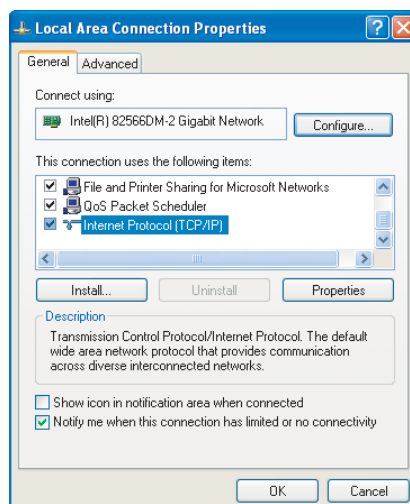 Local Area Connection Properties
General
Advanced
Connect using:
Intel(R) 82566DM-2 Gigabit Network
Configure...
This connection uses the following items:
File and Printer Sharing for Microsoft Networks
QoS Packet Scheduler
Internet Protocol (TCP/IP)
Install...
Uninstall
Properties
Description
Transmission Control Protocol/Internet Protocol. The default
wide area network protocol that provides communication
across diverse interconnected networks.
Show icon in notification area when connected
Notify me when this connection has limited or no connectivity
OK
Cancel